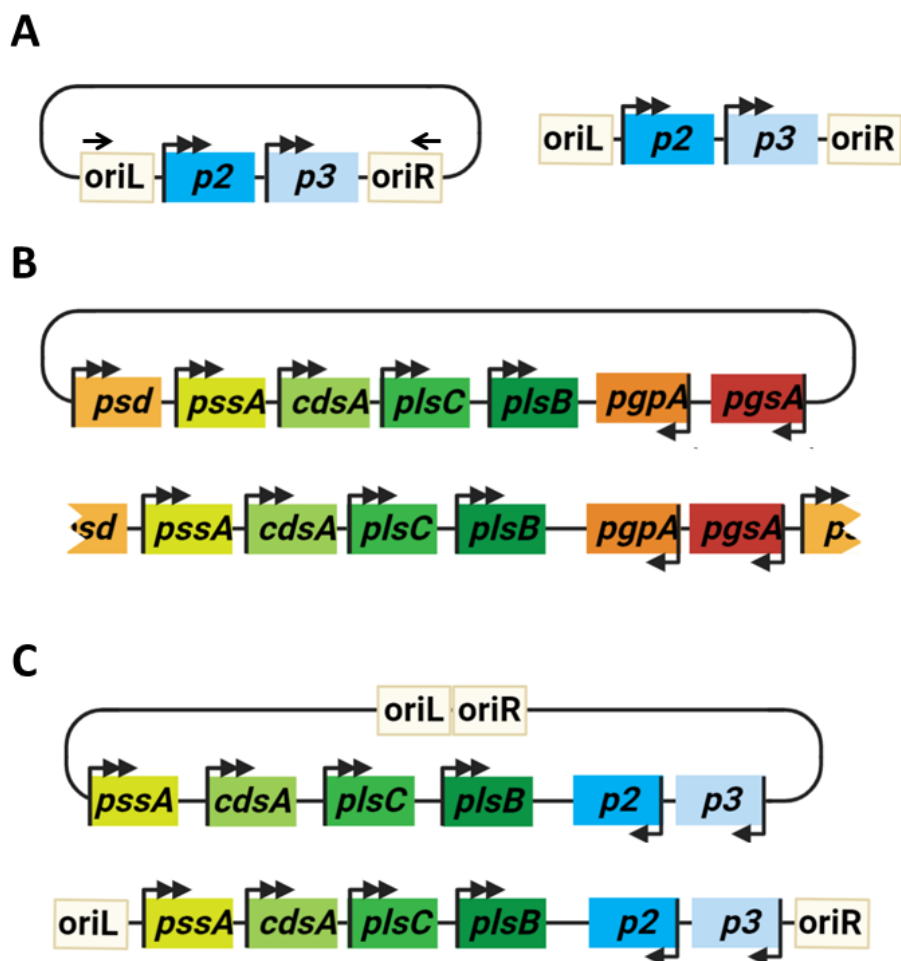 A
oriL p2 p3 oriR oriL p2 p3 oriR
B
psd pssA cdsA plsC plsB pgpA pgsA
sd pssA cdsA plsC plsB pgpA pgsA ps
C
oriL oriR
pssA cdsA plsC plsB p2 p3
oriL pssA cdsA plsC plsB p2 p3 oriR